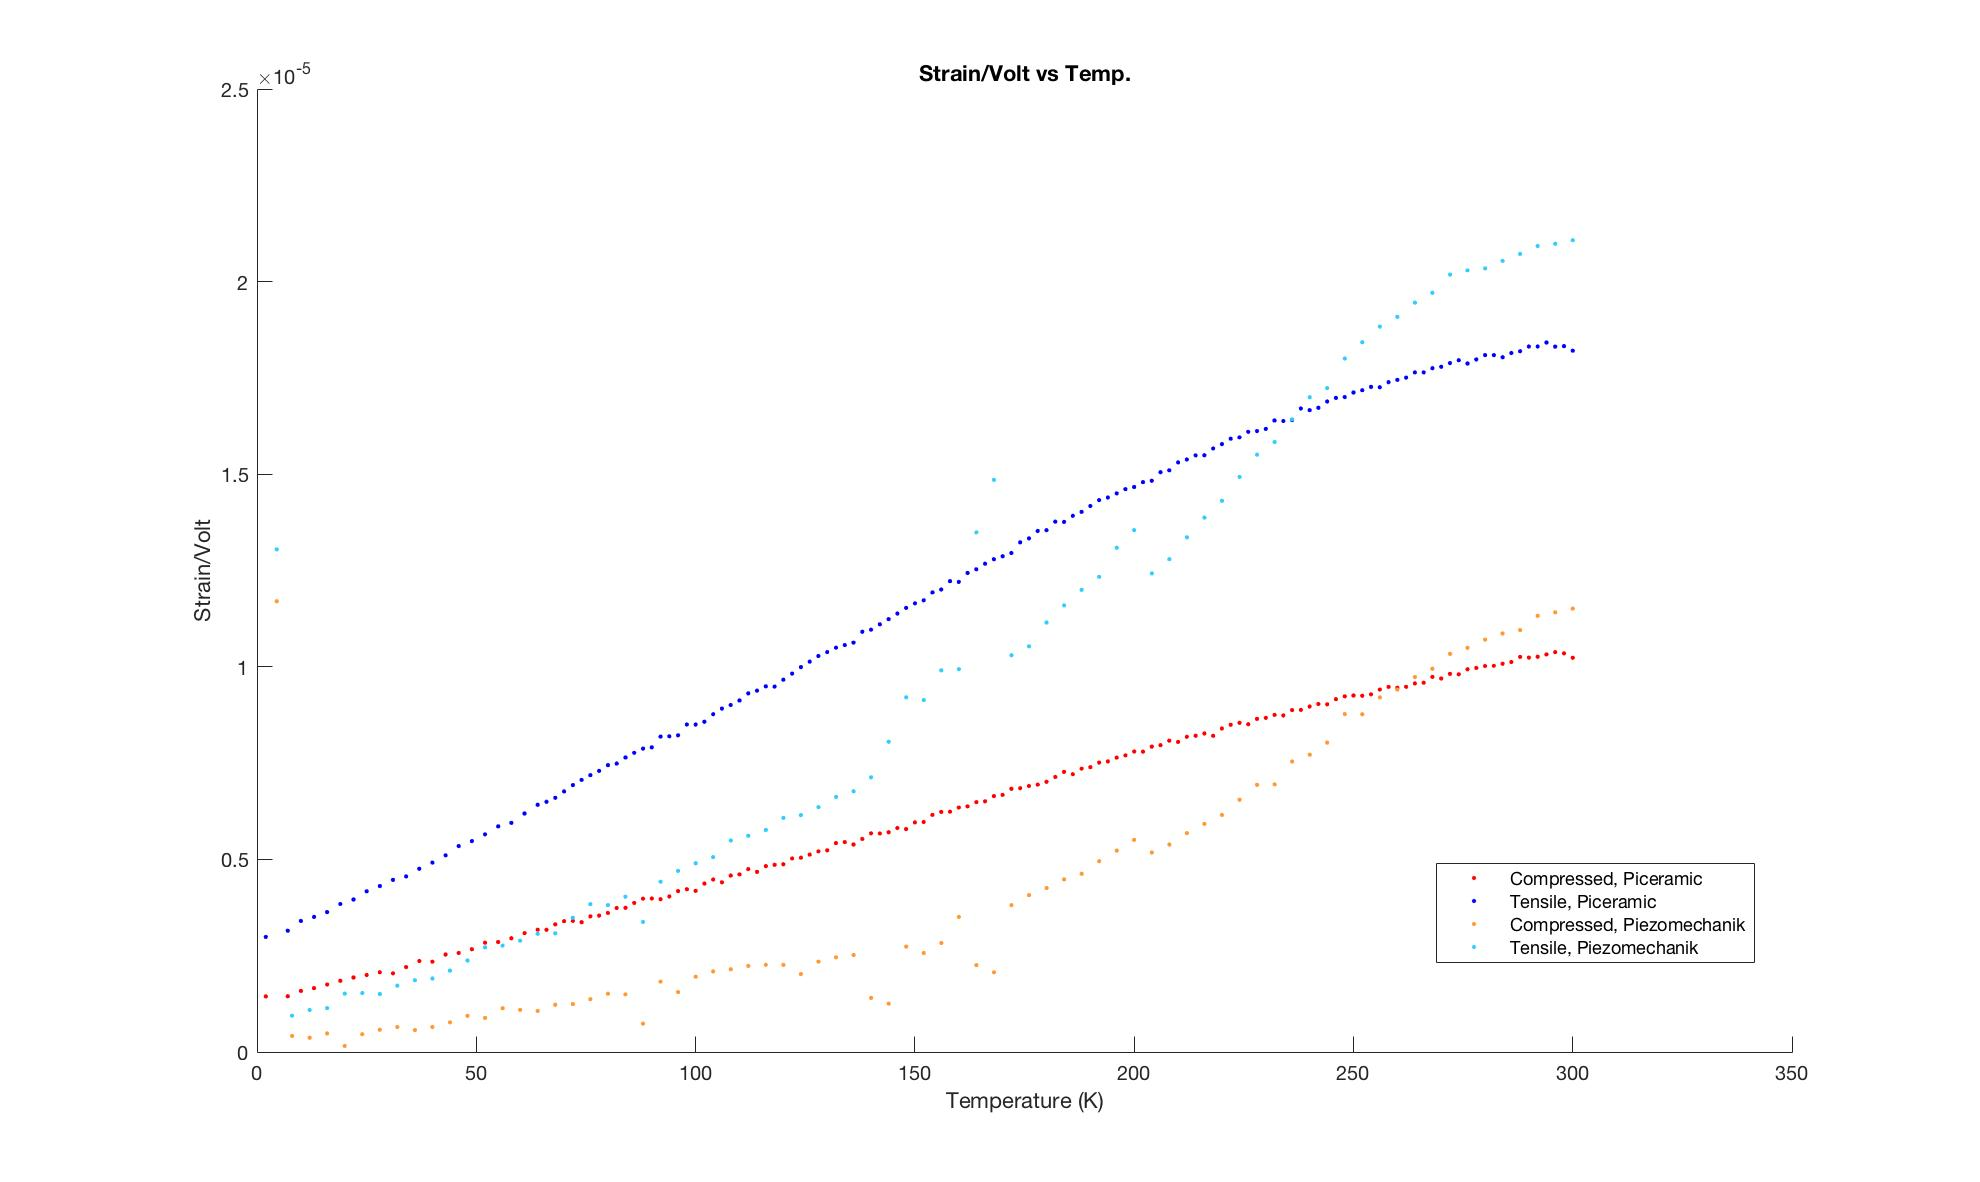 Strain/Volt vs Temp.
×10-5
2.5
2
1.5
1
0.5
0
Strain/Volt
0 50 100 150 200 250 300 350
Temperature (K)
Compressed, Piceramic
Tensile, Piceramic
Compressed, Piezomechanik
Tensile, Piezomechanik